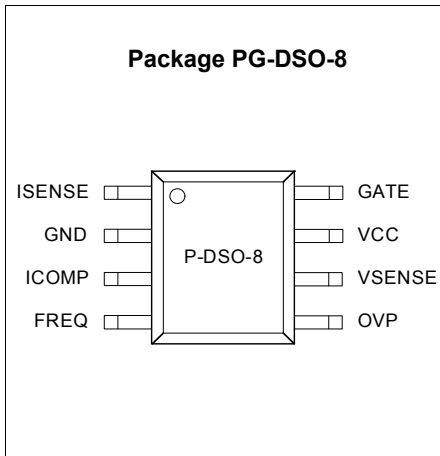 Package PG-DSO-8
ISENSE
GATE
GND
VCC
P-DSO-8
ICOMP
VSENSE
FREQ
OVP